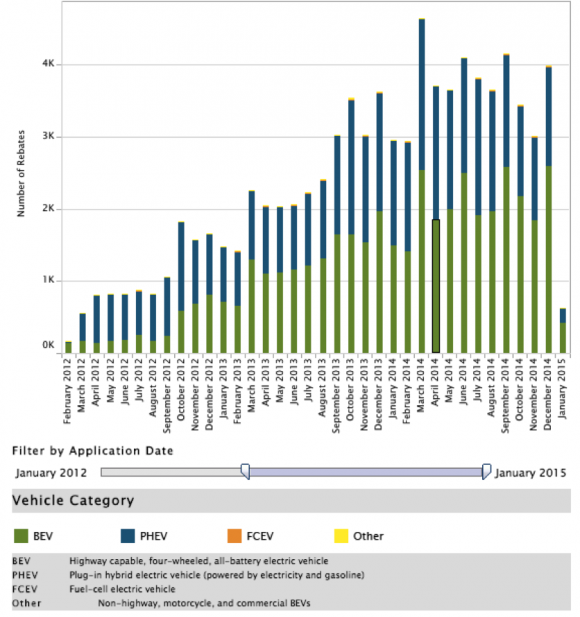 4K
3K
2K
1K
0K
Number of Rebates
February 2012
March 2012
April 2012
May 2012
June 2012
July 2012
August 2012
September 2012
October 2012
November 2012
December 2012
January 2013
February 2013
March 2013
April 2013
May 2013
June 2013
July 2013
August 2013
September 2013
October 2013
November 2013
December 2013
January 2014
February 2014
March 2014
April 2014
May 2014
June 2014
July 2014
August 2014
September 2014
October 2014
November 2014
December 2014
January 2015
Filter by Application Date
January 2012 January 2015
Vehicle Category
BEV PHEV FCEV Other
BEV Highway capable, four-wheeled, all-battery electric vehicle
PHEV Plug-in hybrid electric vehicle (powered by electricity and gasoline)
FCEV Fuel-cell electric vehicle
Other Non-highway, motorcycle, and commercial BEVs